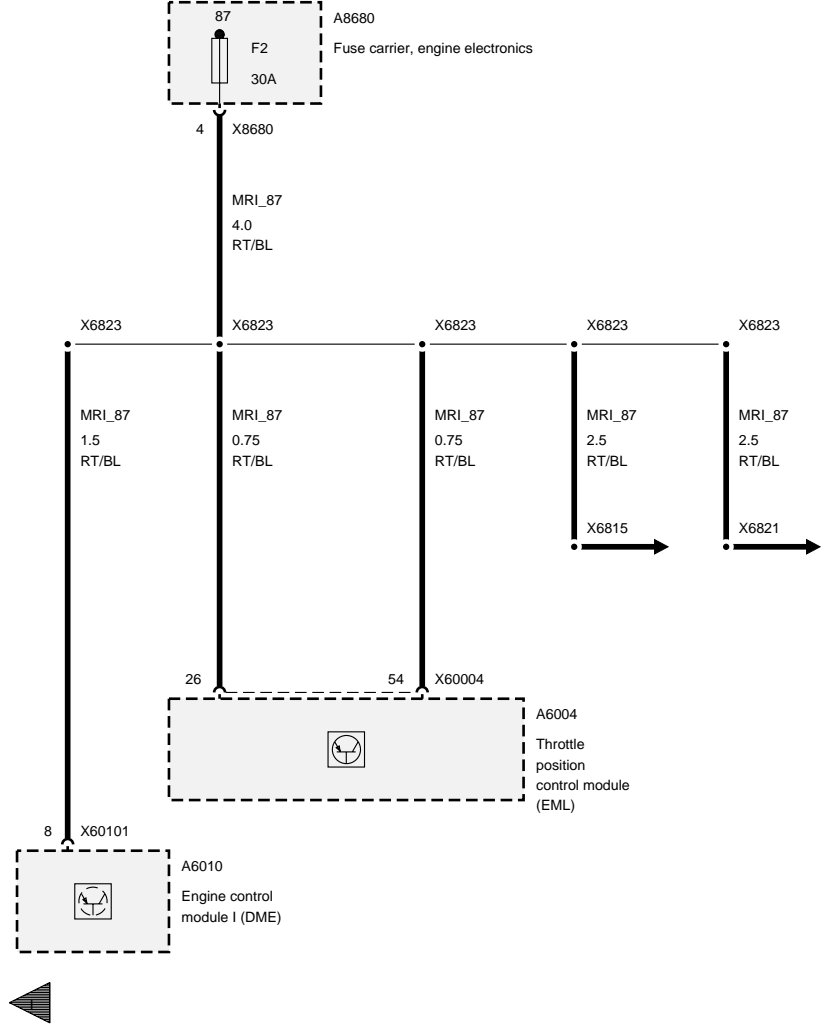 87
A8680
F2
Fuse carrier, engine electronics
30A
4
X8680
MRI_87
4.0
RT/BL
X6823
X6823
X6823
X6823
X6823
MRI_87
1.5
RT/BL
MRI_87
0.75
RT/BL
MRI_87
0.75
RT/BL
MRI_87
2.5
RT/BL
MRI_87
2.5
RT/BL
X6815
X6821
26
54
X60004
A6004
Throttle
position
control module
(EML)
8
X60101
A6010
Engine control
module I (DME)